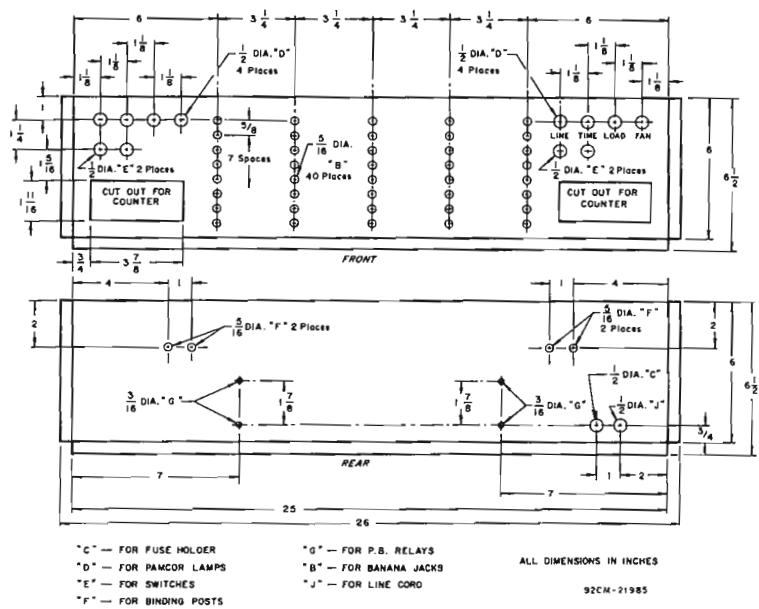 6 3 1/4 3 1/4 3 1/4 3 1/4 6
1 1/8 1 1/8
1 1/8 1/2 DIA. "D" 1/2 DIA. "D" 1 1/8
4 Places 4 Places
1 1/8 1 1/8 1 1/8 1 1/8
1 5/8
LINE TIME LOAD FAN
1/4 7 Spaces 5/16 DIA. 6
1 5/16 "B"
1/2 DIA. "E" 2 Places 40 Places 1/2 DIA. "E" 2 Places 6 1/2
CUT OUT FOR CUT OUT FOR
COUNTER COUNTER
1 11/16
3/4 3 7/8 FRONT
4 1 1 4
2 5/16 DIA. "F" 2 Places 5/16 DIA. "F" 2
2 Places
6 6 1/2
1/2 DIA. "C"
3/16 DIA. "G" 1 7/8 1 7/8 3/16 DIA. "G" 1/2 DIA. "J"
3/4
REAR
7 7 1 2
25
26
"C" — FOR FUSE HOLDER
"D" — FOR PAMCOR LAMPS
"E" — FOR SWITCHES
"F" — FOR BINDING POSTS
"G" — FOR P.B. RELAYS
"B" — FOR BANANA JACKS
"J" — FOR LINE CORD
ALL DIMENSIONS IN INCHES
92CM-21985